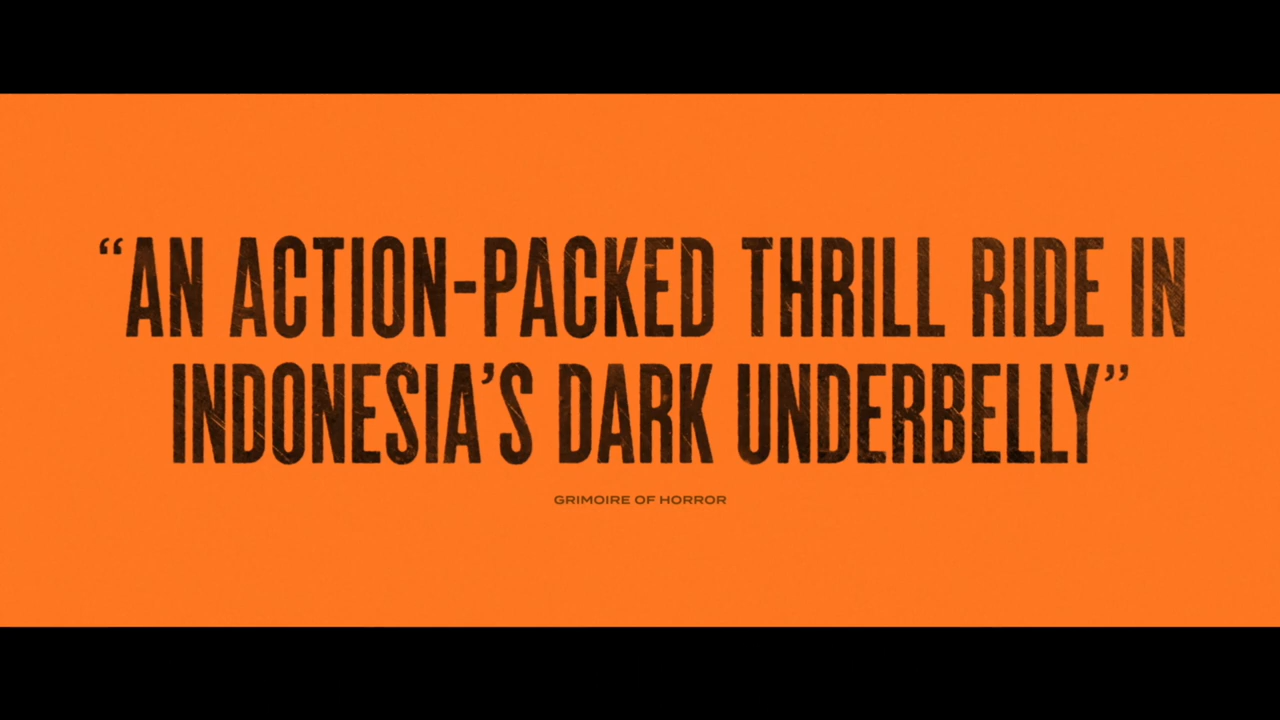 “AN ACTION-PACKED THRILL RIDE IN
INDONESIA’S DARK UNDERBELLY”
GRIMOIRE OF HORROR